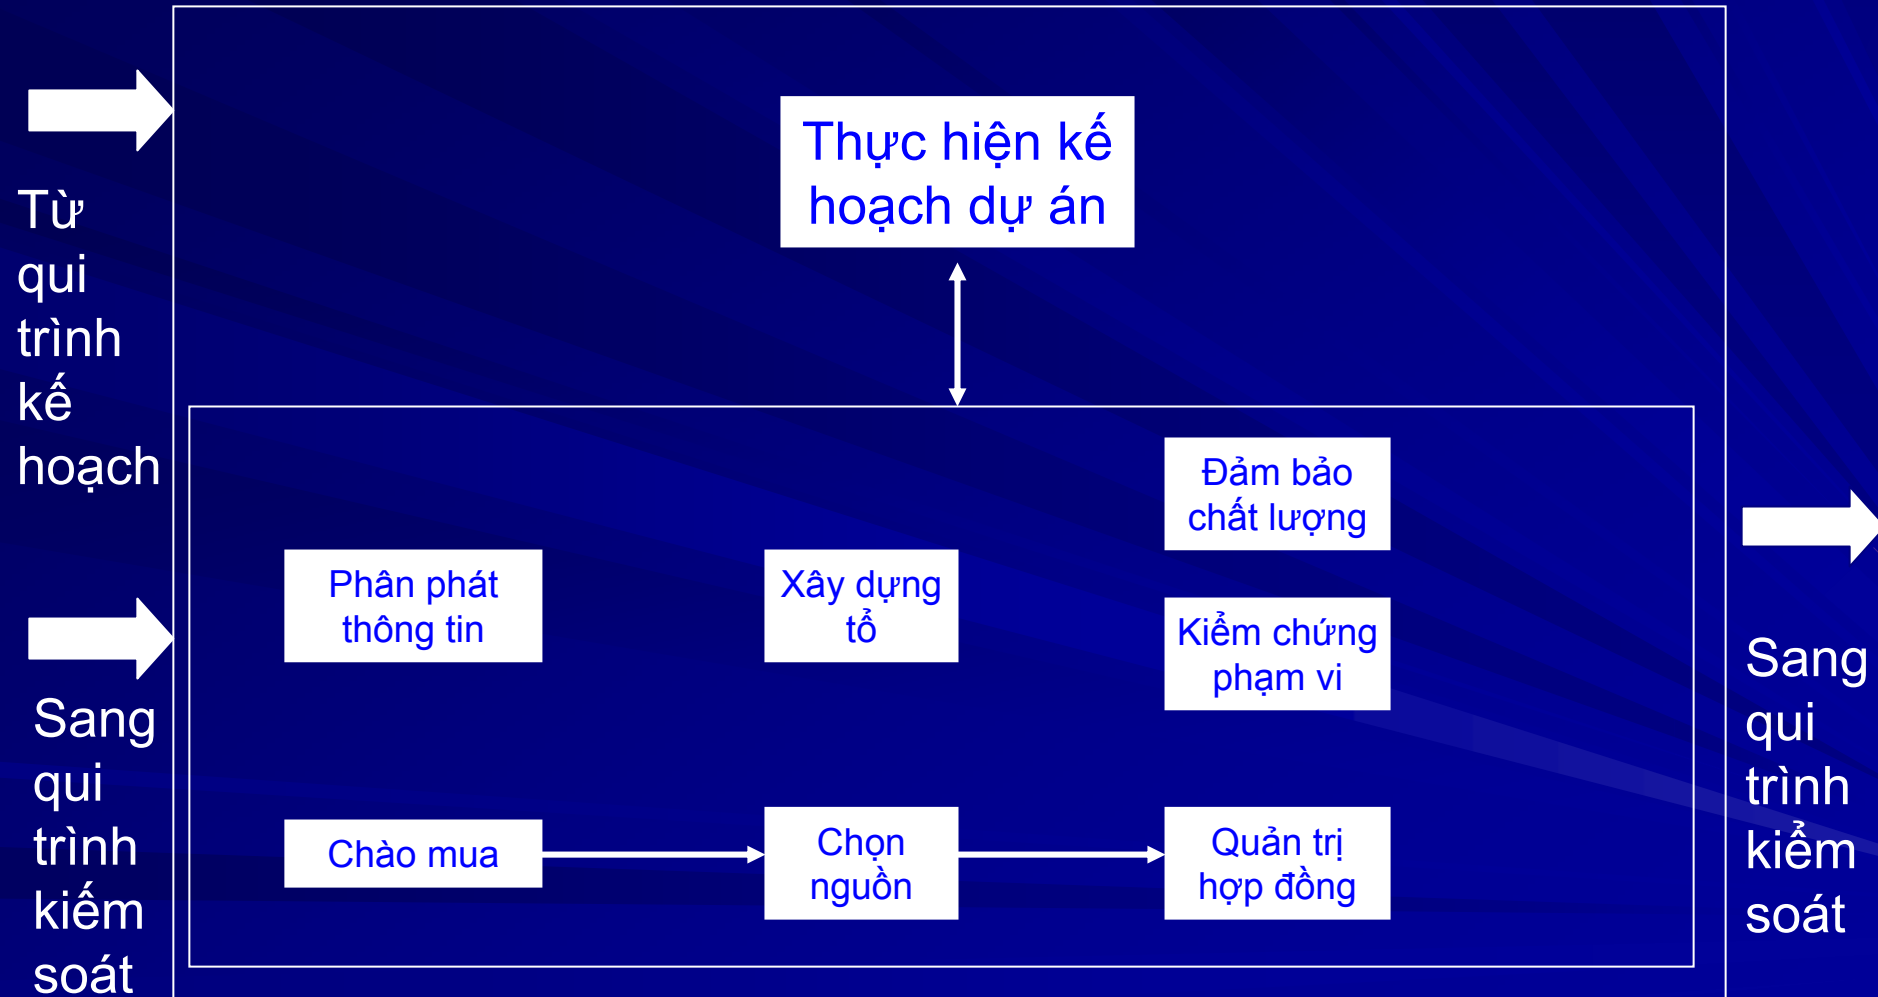 Thực hiện kế
hoạch dự án
Từ
qui
trình
kế
hoạch
Sang
qui
trình
kiếm
soát
Đảm bảo
chất lượng
Phân phát
thông tin
Xây dựng
tổ
Kiểm chứng
phạm vi
Chào mua
Chọn
nguồn
Quản trị
hợp đồng
Sang
qui
trình
kiểm
soát